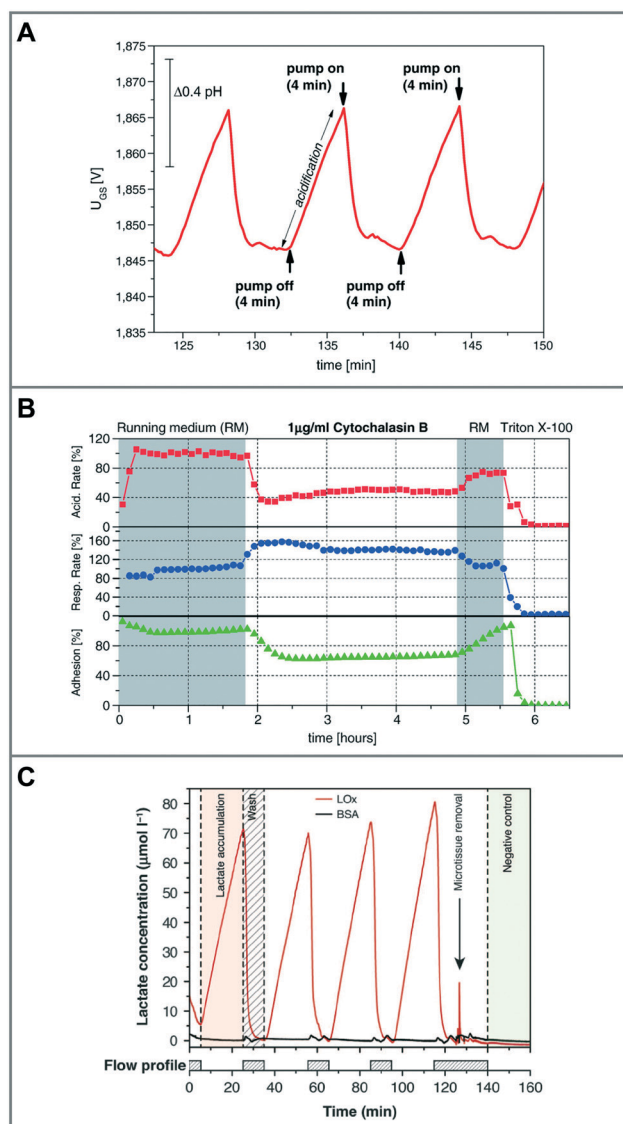 A
1,875
1,870
1,865
1,860
1,855
1,850
1,845
1,840
1,835
U_GS [V]
Δ0.4 pH
acidification
pump on
(4 min)
pump on
(4 min)
pump off
(4 min)
pump off
(4 min)
125 130 135 140 145 150
time [min]
B
Running medium (RM) 1µg/ml Cytochalasin B RM Triton X-100
Acid. Rate [%]
120
80
40
0
Resp. Rate [%]
160
120
80
40
0
Adhesion [%]
80
40
0
0 1 2 3 4 5 6
time [hours]
C
Lactate concentration (µmol l⁻¹)
80
70
60
50
40
30
20
10
0
Lactate accumulation
Wash
LOx
BSA
Microtissue removal
Negative control
Flow profile
0 20 40 60 80 100 120 140 160
Time (min)